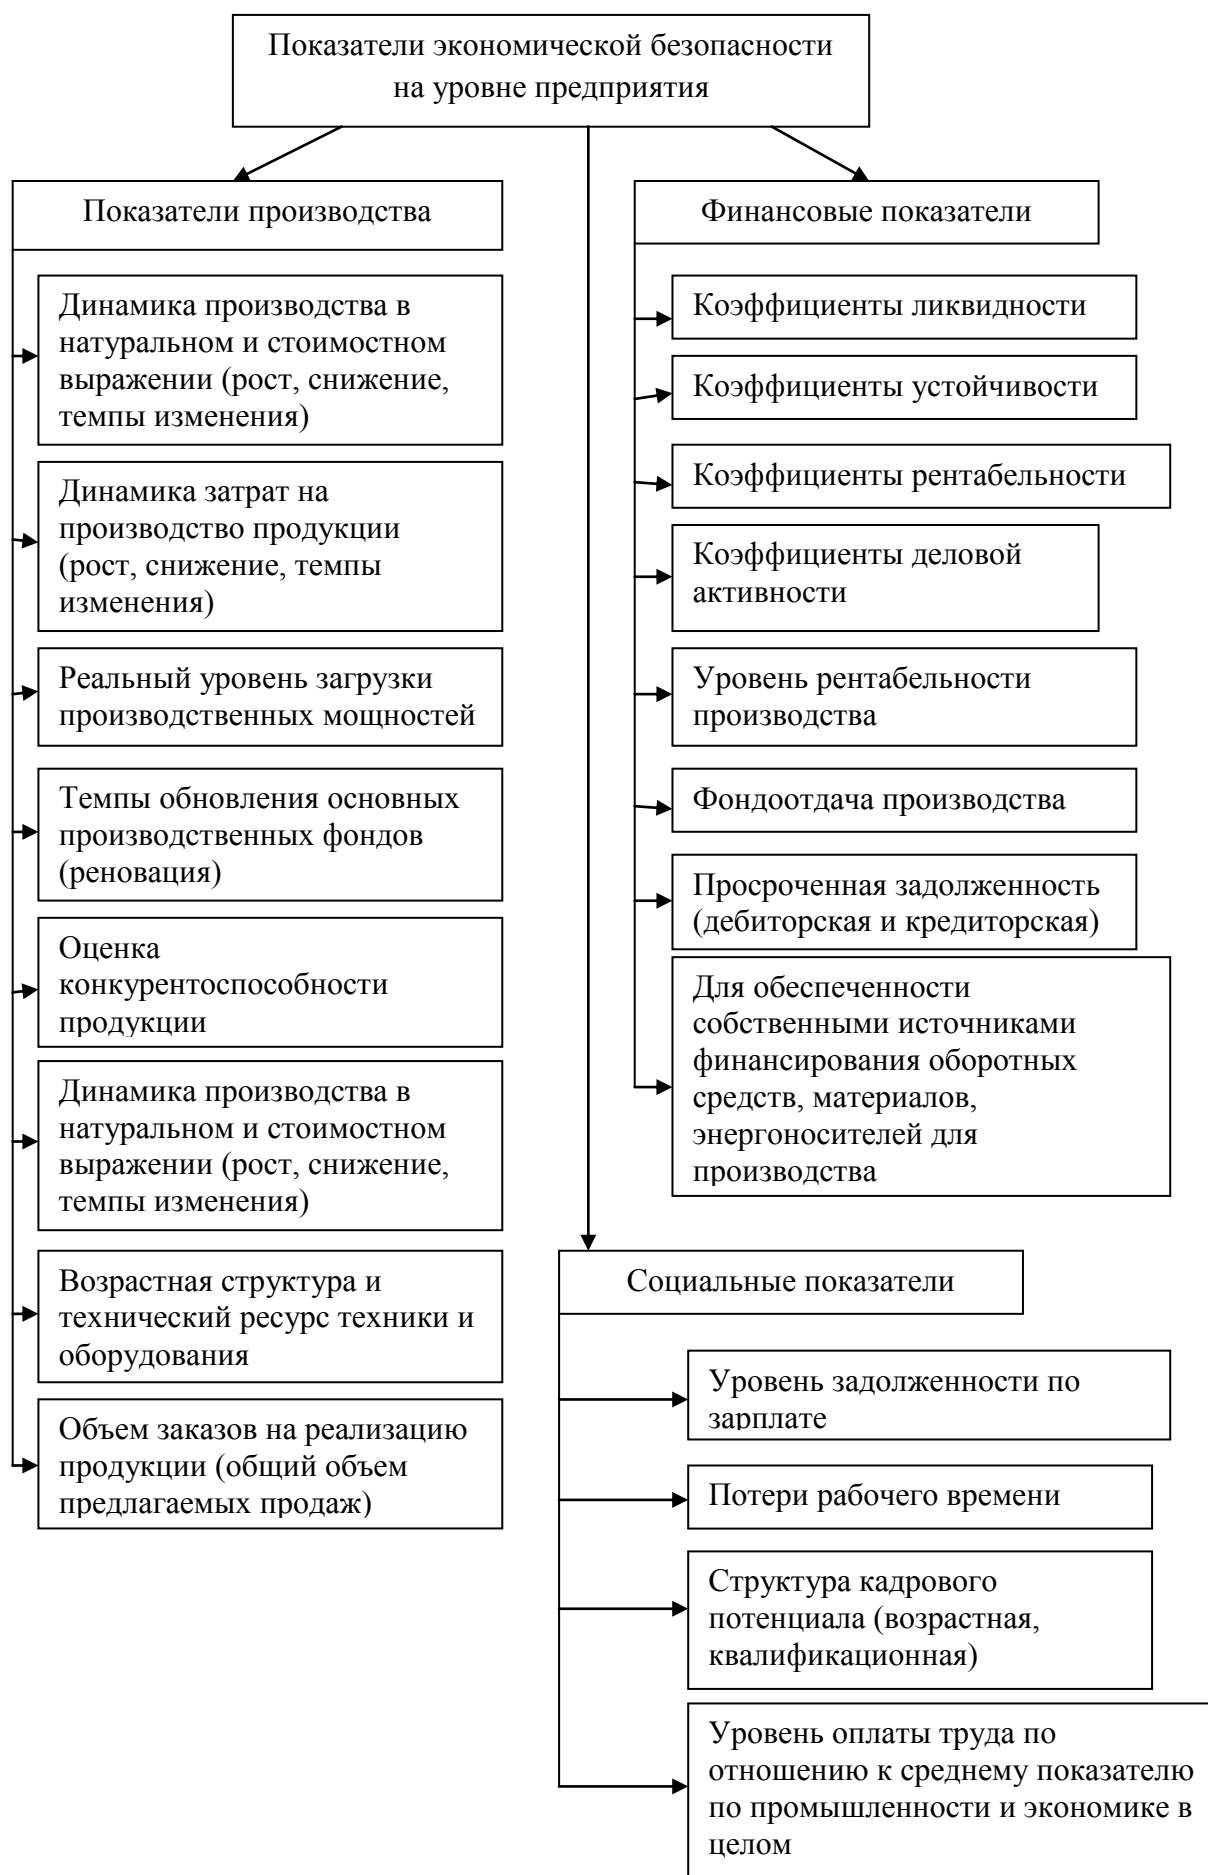 Показатели экономической безопасности
на уровне предприятия
Показатели производства
Динамика производства в
натуральном и стоимостном
выражении (рост, снижение,
темпы изменения)
Динамика затрат на
производство продукции
(рост, снижение, темпы
изменения)
Реальный уровень загрузки
производственных мощностей
Темпы обновления основных
производственных фондов
(реновация)
Оценка
конкурентоспособности
продукции
Динамика производства в
натуральном и стоимостном
выражении (рост, снижение,
темпы изменения)
Возрастная структура и
технический ресурс техники и
оборудования
Объем заказов на реализацию
продукции (общий объем
предлагаемых продаж)
Финансовые показатели
Коэффициенты ликвидности
Коэффициенты устойчивости
Коэффициенты рентабельности
Коэффициенты деловой
активности
Уровень рентабельности
производства
Фондоотдача производства
Просроченная задолженность
(дебиторская и кредиторская)
Для обеспеченности
собственными источниками
финансирования оборотных
средств, материалов,
энергоносителей для
производства
Социальные показатели
Уровень задолженности по
зарплате
Потери рабочего времени
Структура кадрового
потенциала (возрастная,
квалификационная)
Уровень оплаты труда по
отношению к среднему показателю
по промышленности и экономике в
целом